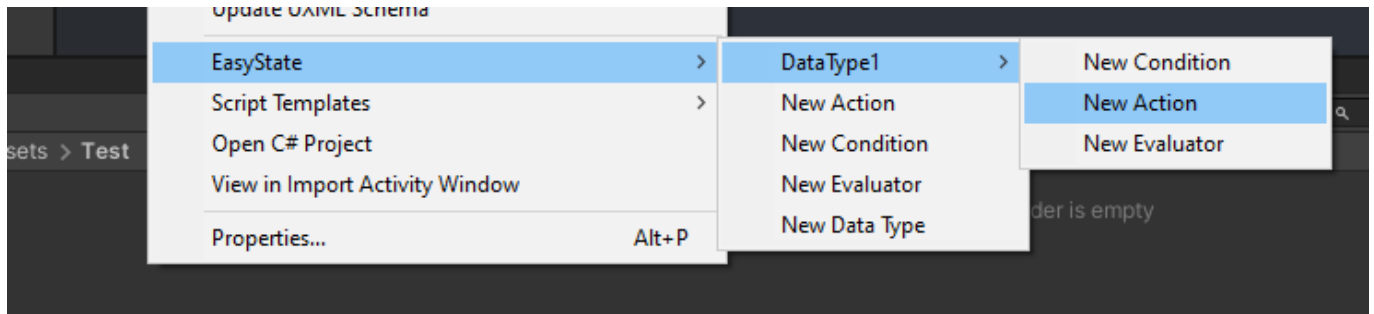 Update UXML Schema
EasyState >
Script Templates >
Open C# Project
View in Import Activity Window
Properties... Alt+P
DataType1 >
New Action
New Condition
New Evaluator
New Data Type
New Condition
New Action
New Evaluator
sets > Test
der is empty